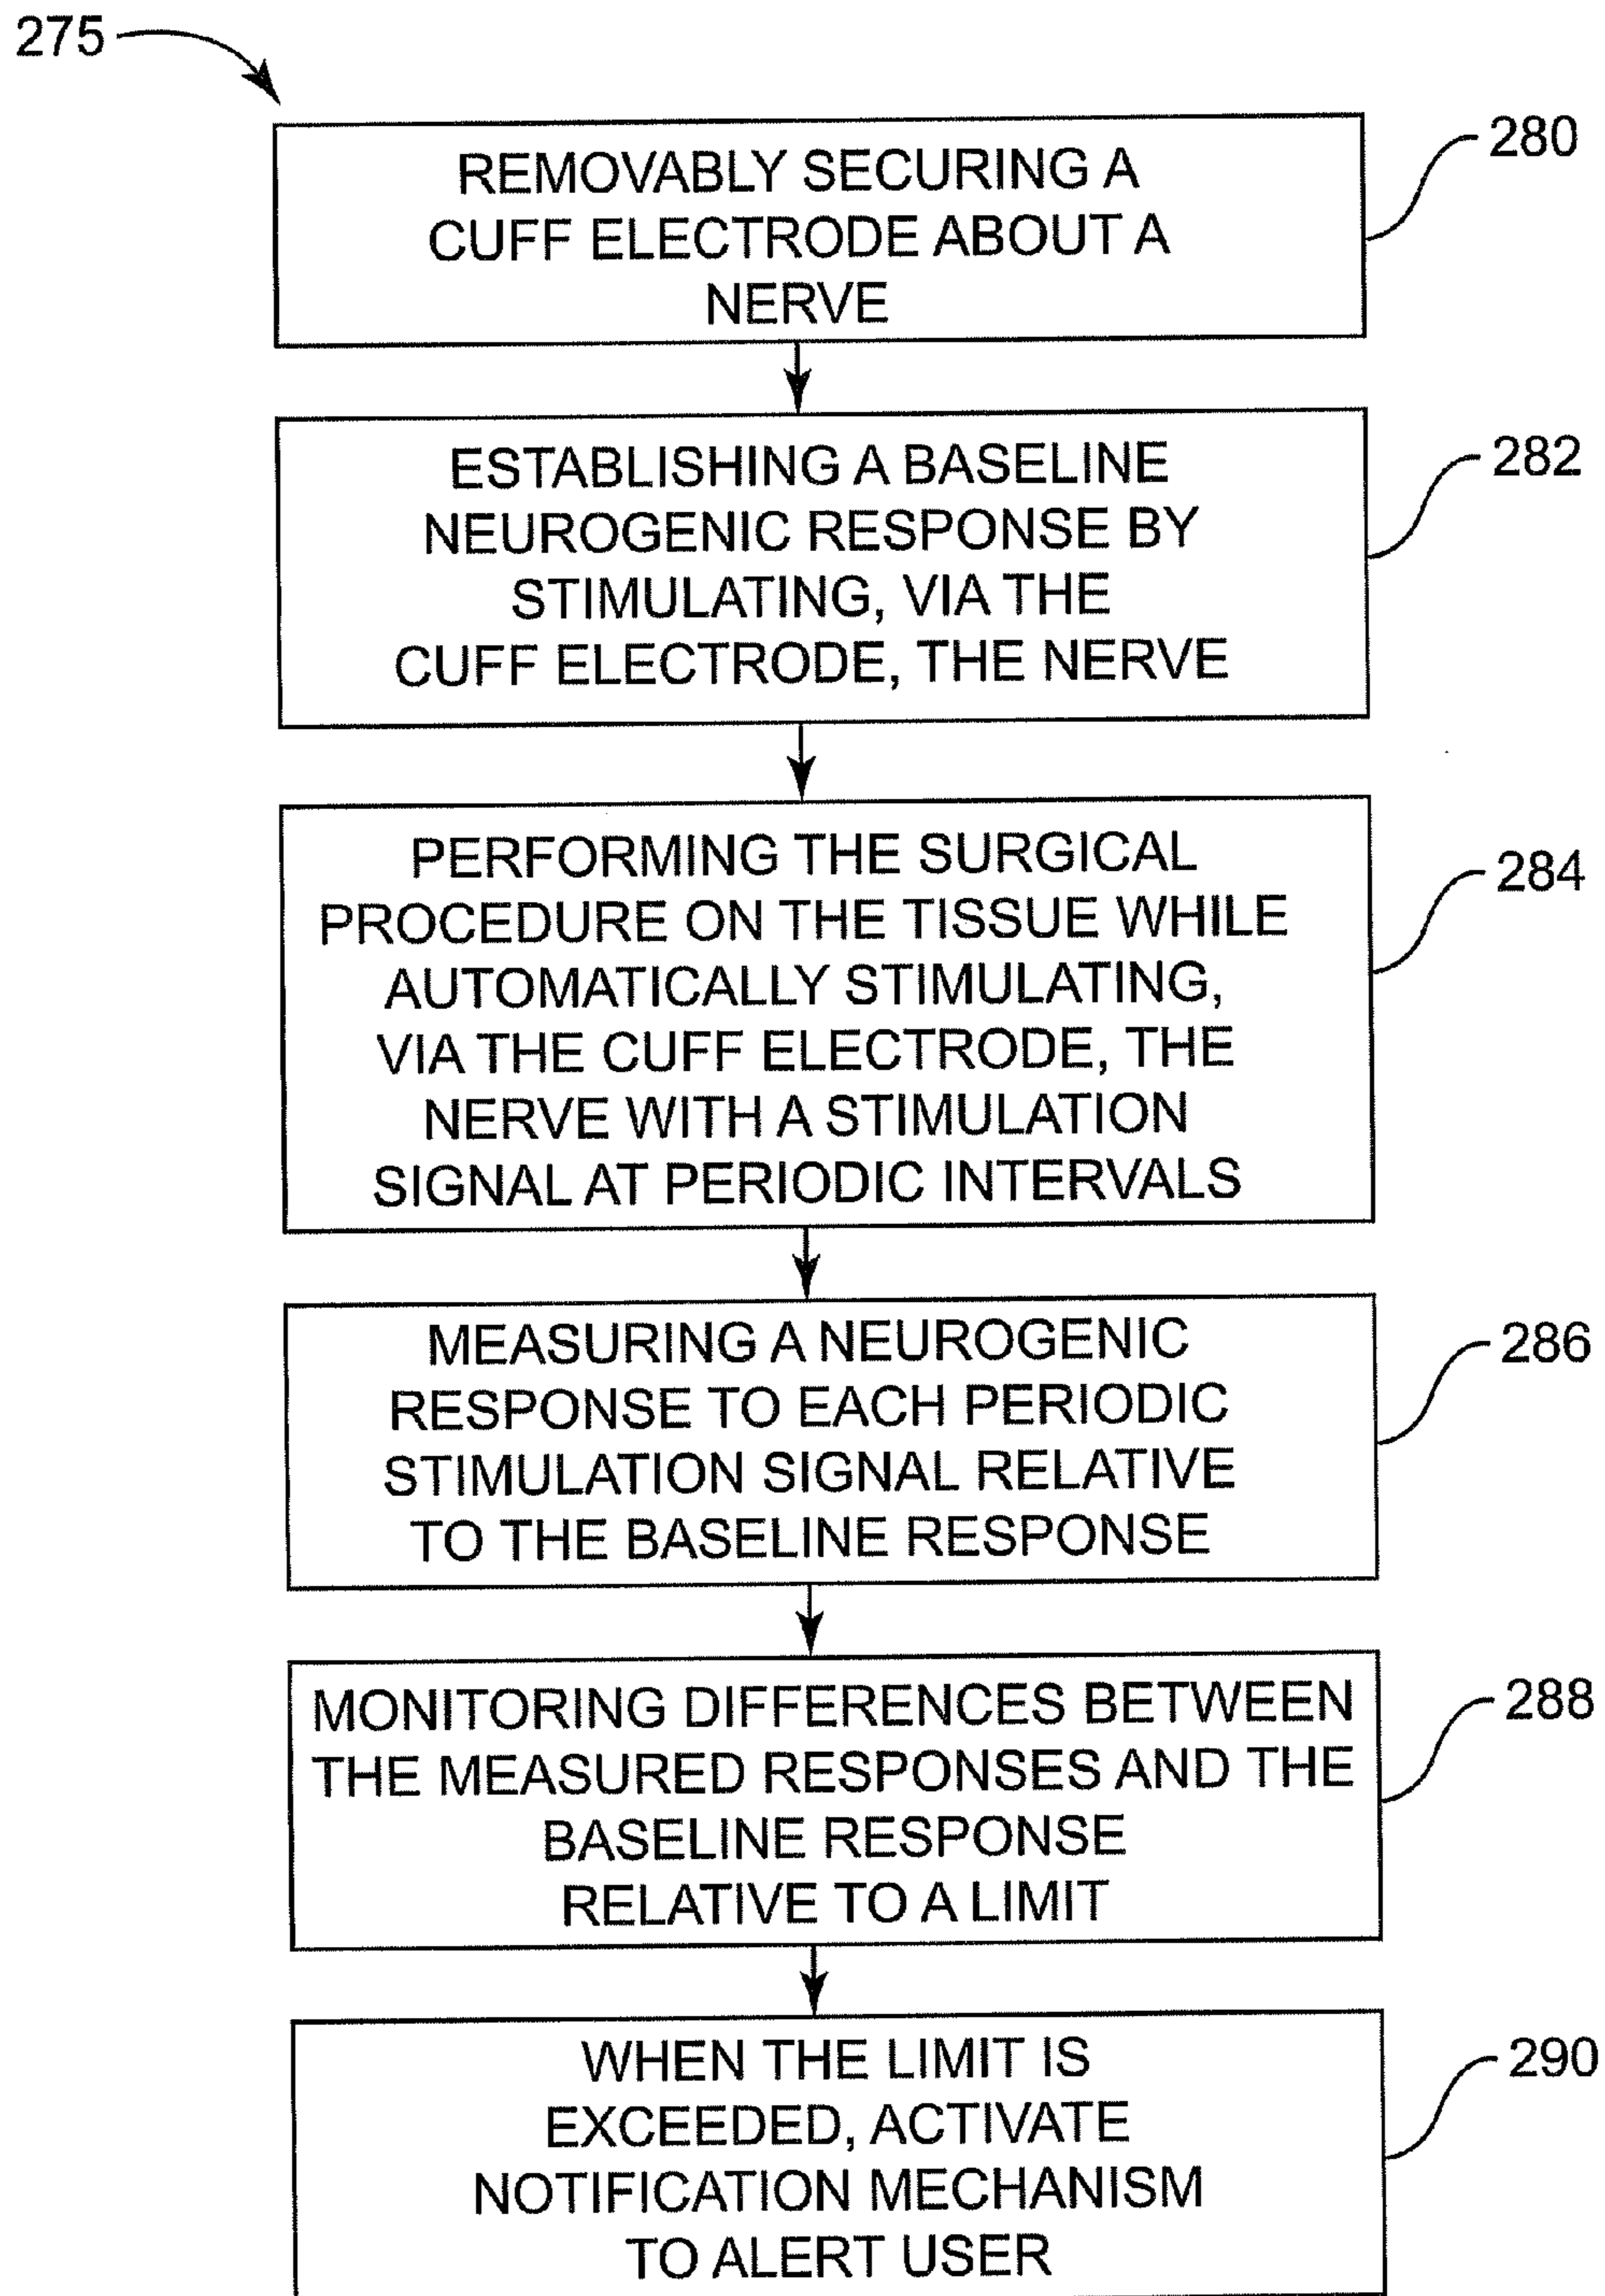 275
REMOVABLY SECURING A
CUFF ELECTRODE ABOUT A
NERVE
280
ESTABLISHING A BASELINE
NEUROGENIC RESPONSE BY
STIMULATING, VIA THE
CUFF ELECTRODE, THE NERVE
282
PERFORMING THE SURGICAL
PROCEDURE ON THE TISSUE WHILE
AUTOMATICALLY STIMULATING,
VIA THE CUFF ELECTRODE, THE
NERVE WITH A STIMULATION
SIGNAL AT PERIODIC INTERVALS
284
MEASURING A NEUROGENIC
RESPONSE TO EACH PERIODIC
STIMULATION SIGNAL RELATIVE
TO THE BASELINE RESPONSE
286
MONITORING DIFFERENCES BETWEEN
THE MEASURED RESPONSES AND THE
BASELINE RESPONSE
RELATIVE TO A LIMIT
288
WHEN THE LIMIT IS
EXCEEDED, ACTIVATE
NOTIFICATION MECHANISM
TO ALERT USER
290